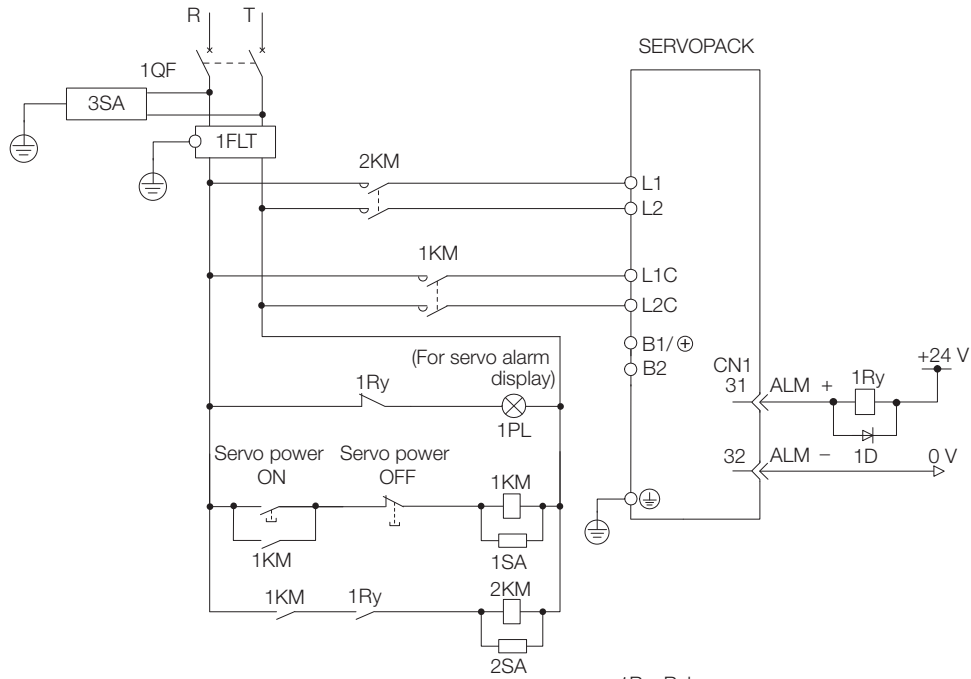 R T
SERVOPACK
1QF
3SA
1FLT
2KM
L1
L2
1KM
L1C
L2C
B1/⊕
B2
(For servo alarm
display)
CN1
+24 V
1Ry
31 ALM + 1Ry
1PL
1D
32 ALM − 0 V
Servo power
ON
Servo power
OFF
1KM
1KM
1SA
1KM 1Ry 2KM
2SA